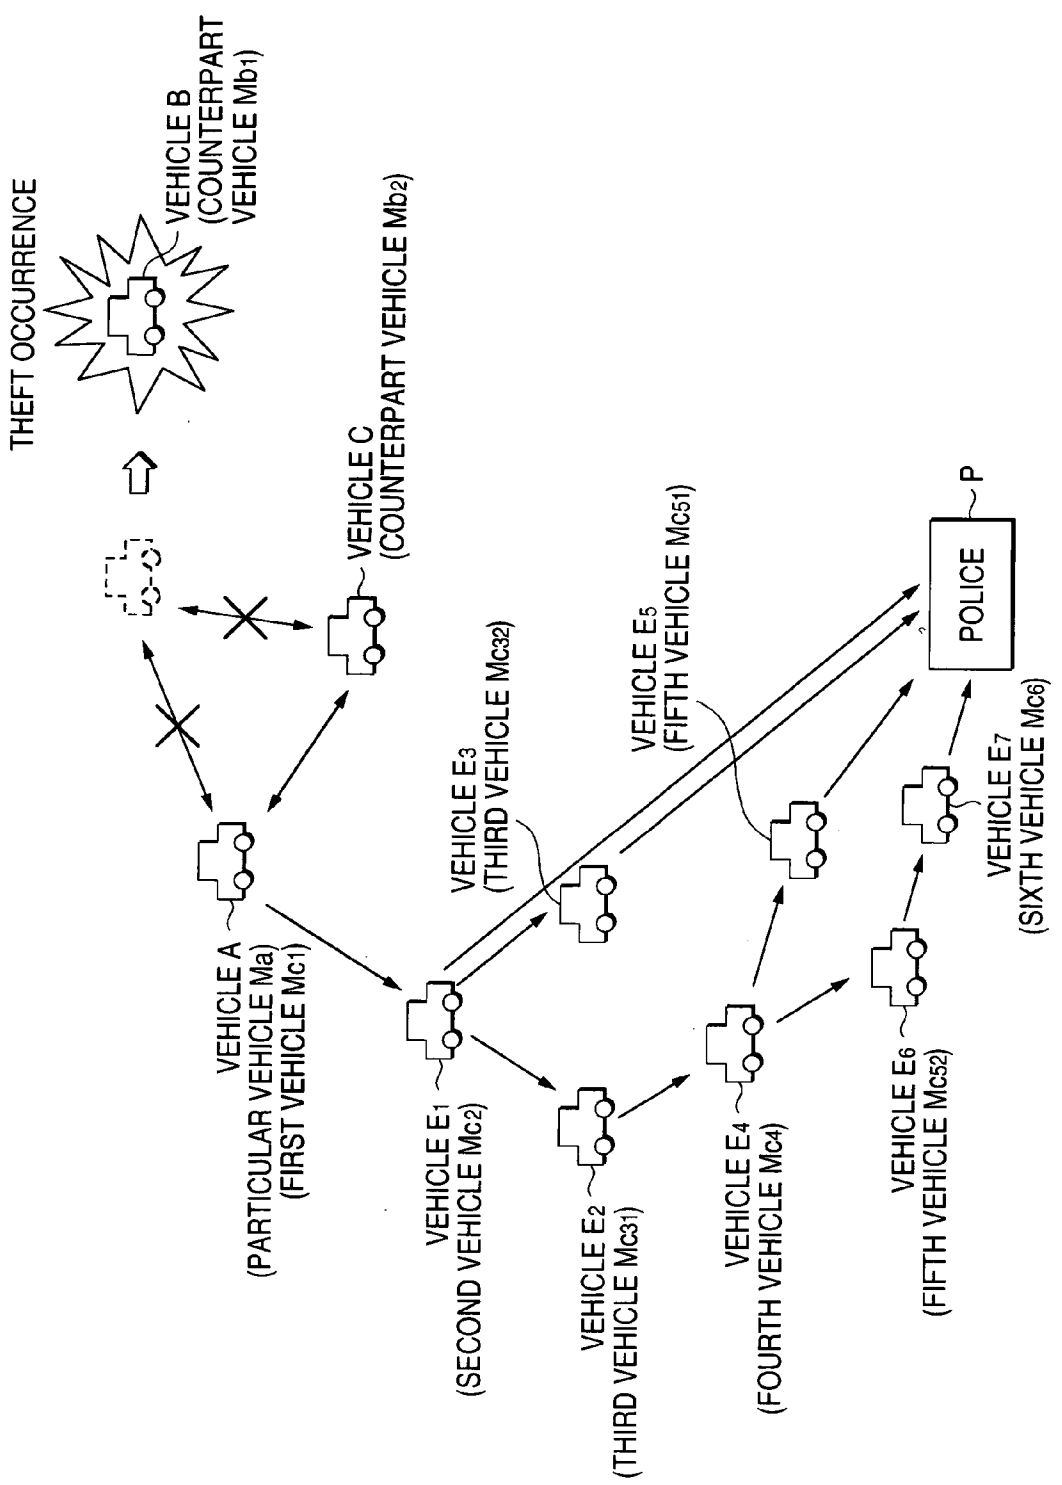 THEFT OCCURRENCE
VEHICLE B
(COUNTERPART
VEHICLE Mb1)
VEHICLE A
(PARTICULAR VEHICLE Ma)
(FIRST VEHICLE Mc1)
VEHICLE C
(COUNTERPART VEHICLE Mb2)
VEHICLE E1
(SECOND VEHICLE Mc2)
VEHICLE E3
(THIRD VEHICLE Mc32)
VEHICLE E2
(THIRD VEHICLE Mc31)
VEHICLE E5
(FIFTH VEHICLE Mc51)
VEHICLE E4
(FOURTH VEHICLE Mc4)
VEHICLE E6
(FIFTH VEHICLE Mc52)
VEHICLE E7
(SIXTH VEHICLE Mc6)
POLICE
P